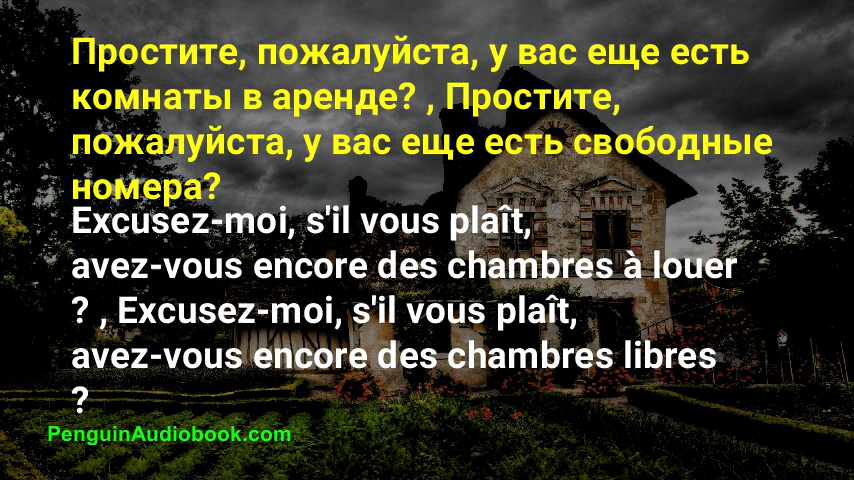 Простите, пожалуйста, у вас еще есть
комнаты в аренде? , Простите,
пожалуйста, у вас еще есть свободные
номера?
Excusez-moi, s'il vous plaît,
avez-vous encore des chambres à louer
? , Excusez-moi, s'il vous plaît,
avez-vous encore des chambres libres
?
PenguinAudiobook.com